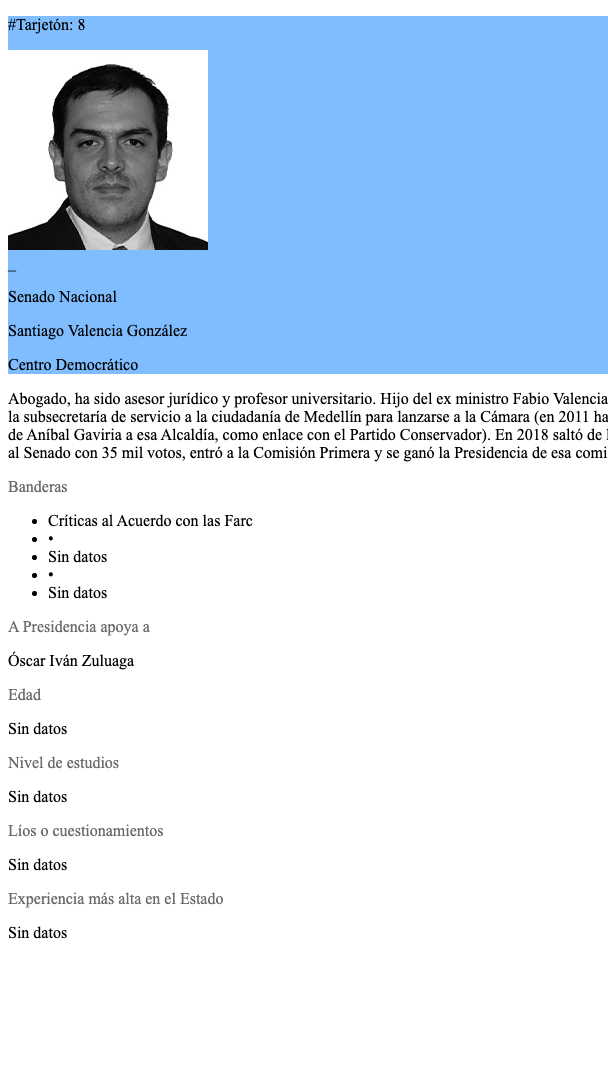 #Tarjetón: 8
_
Senado Nacional
Santiago Valencia González
Centro Democrático
Abogado, ha sido asesor jurídico y profesor universitario. Hijo del ex ministro Fabio Valencia
la subsecretaría de servicio a la ciudadanía de Medellín para lanzarse a la Cámara (en 2011 ha
de Aníbal Gaviria a esa Alcaldía, como enlace con el Partido Conservador). En 2018 saltó de
al Senado con 35 mil votos, entró a la Comisión Primera y se ganó la Presidencia de esa comi
Banderas
• Críticas al Acuerdo con las Farc
• •
• Sin datos
• •
• Sin datos
A Presidencia apoya a
Óscar Iván Zuluaga
Edad
Sin datos
Nivel de estudios
Sin datos
Líos o cuestionamientos
Sin datos
Experiencia más alta en el Estado
Sin datos